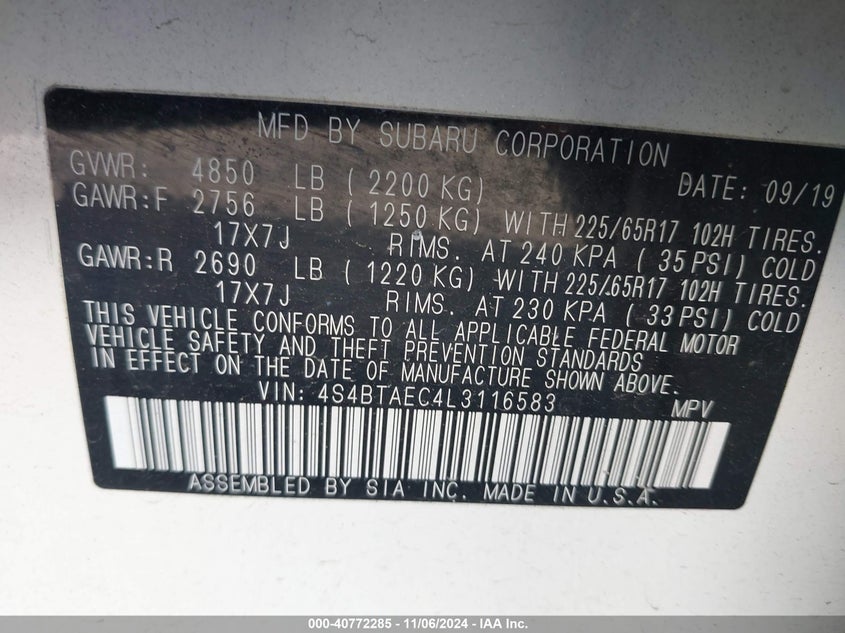 MFD BY SUBARU CORPORATION
GVWR: 4850 LB ( 2200 KG) DATE: 09/19
GAWR:F 2756 LB ( 1250 KG) WITH 225/65R17 102H TIRES.
17X7J RIMS. AT 240 KPA ( 35 PSI) COLD
GAWR:R 2690 LB ( 1220 KG) WITH 225/65R17 102H TIRES.
17X7J RIMS. AT 230 KPA ( 33 PSI) COLD
THIS VEHICLE CONFORMS TO ALL APPLICABLE FEDERAL MOTOR
VEHICLE SAFETY AND THEFT PREVENTION STANDARDS
IN EFFECT ON THE DATE OF MANUFACTURE SHOWN ABOVE.
VIN: 4S4BTAEC4L3116583 MPV
ASSEMBLED BY SIA INC. MADE IN U.S.A.
000-40772285 - 11/06/2024 - IAA Inc.